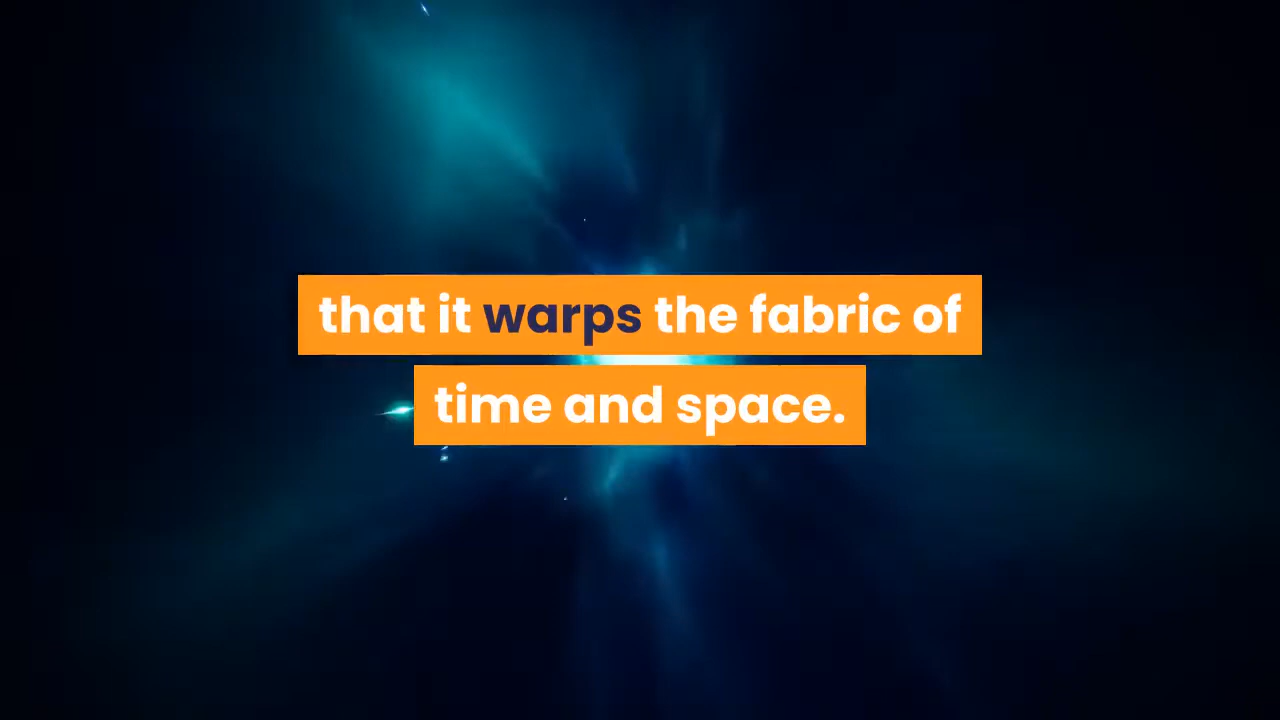 that it warps the fabric of
time and space.